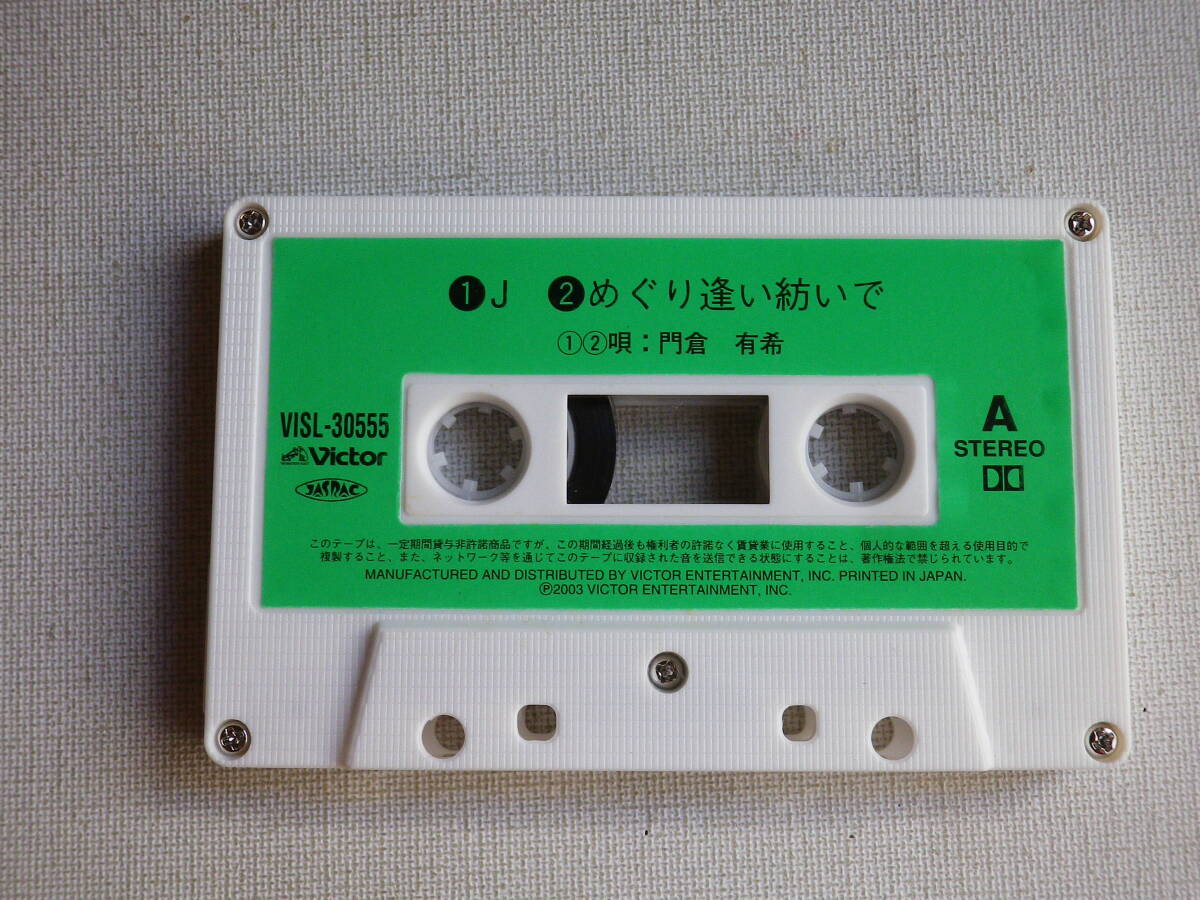 ❶J ❷めぐり逢い紡いで
①②唄：門倉 有希
VISL-30555
Victor
JASRAC
A
STEREO
このテープは、一定期間貸与非許諾商品ですが、この期間経過後も権利者の許諾なく賃貸業に使用すること、個人的な範囲を超える使用目的で
複製すること、また、ネットワーク等を通じてこのテープに収録された音を送信できる状態にすることは、著作権法で禁じられています。
MANUFACTURED AND DISTRIBUTED BY VICTOR ENTERTAINMENT, INC. PRINTED IN JAPAN.
Ⓟ2003 VICTOR ENTERTAINMENT, INC.